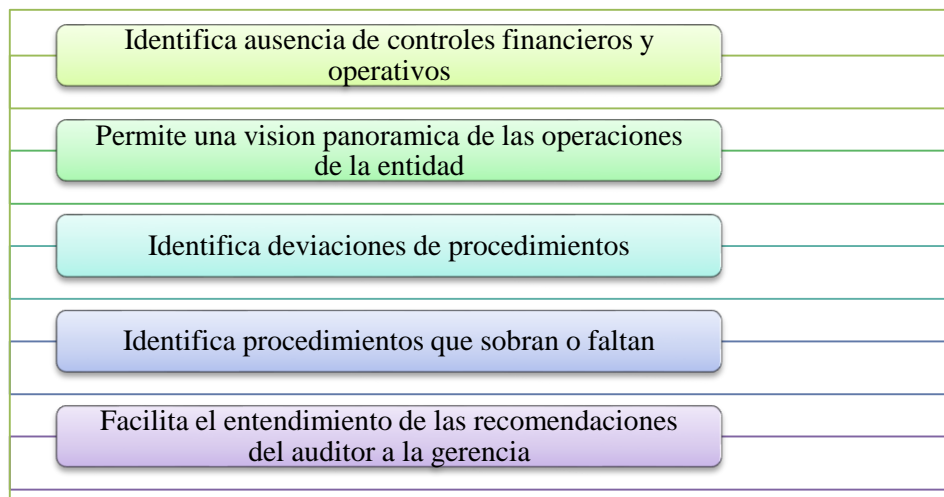 Identifica ausencia de controles financieros y
operativos
Permite una vision panoramica de las operaciones
de la entidad
Identifica deviaciones de procedimientos
Identifica procedimientos que sobran o faltan
Facilita el entendimiento de las recomendaciones
del auditor a la gerencia